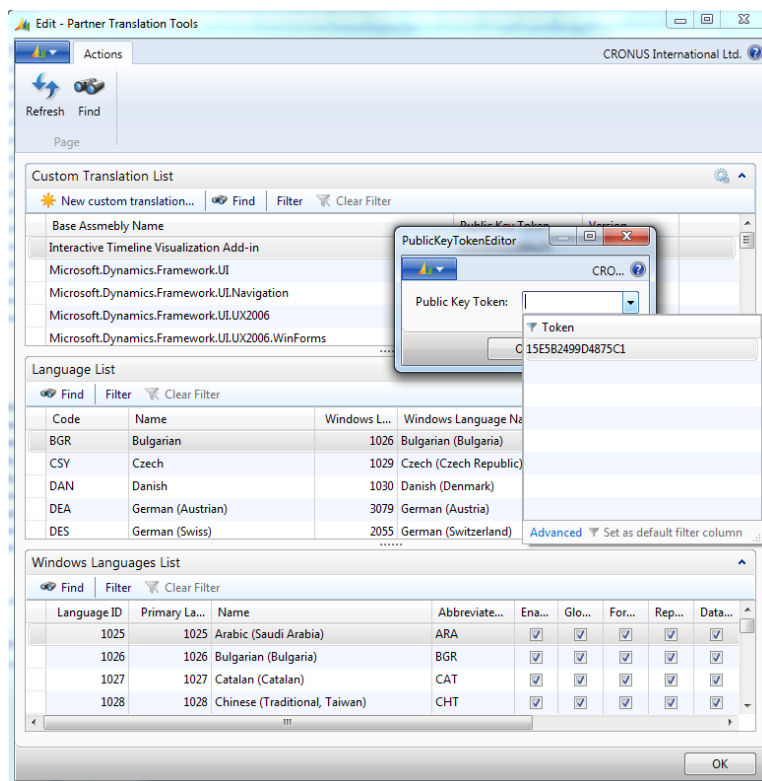 Edit - Partner Translation Tools
Actions
CRONUS International Ltd.
Refresh Find
Page
Custom Translation List
New custom translation... Find Filter Clear Filter
Base Assmebly Name
Interactive Timeline Visualization Add-in
Microsoft.Dynamics.Framework.UI
Microsoft.Dynamics.Framework.UI.Navigation
Microsoft.Dynamics.Framework.UI.UX2006
Microsoft.Dynamics.Framework.UI.UX2006.WinForms
PublicKeyTokenEditor
CRO...
Public Key Token:
Token
15E5B2499D4875C1
Advanced Set as default filter column
Language List
Find Filter Clear Filter
Code Name Windows L... Windows Language Na
BGR Bulgarian 1026 Bulgarian (Bulgaria)
CSY Czech 1029 Czech (Czech Republic)
DAN Danish 1030 Danish (Denmark)
DEA German (Austrian) 3079 German (Austria)
DES German (Swiss) 2055 German (Switzerland)
Windows Languages List
Find Filter Clear Filter
Language ID Primary La... Name Abbreviate... Ena... Glo... For... Rep... Data...
1025 1025 Arabic (Saudi Arabia) ARA
1026 1026 Bulgarian (Bulgaria) BGR
1027 1027 Catalan (Catalan) CAT
1028 1028 Chinese (Traditional, Taiwan) CHT
OK